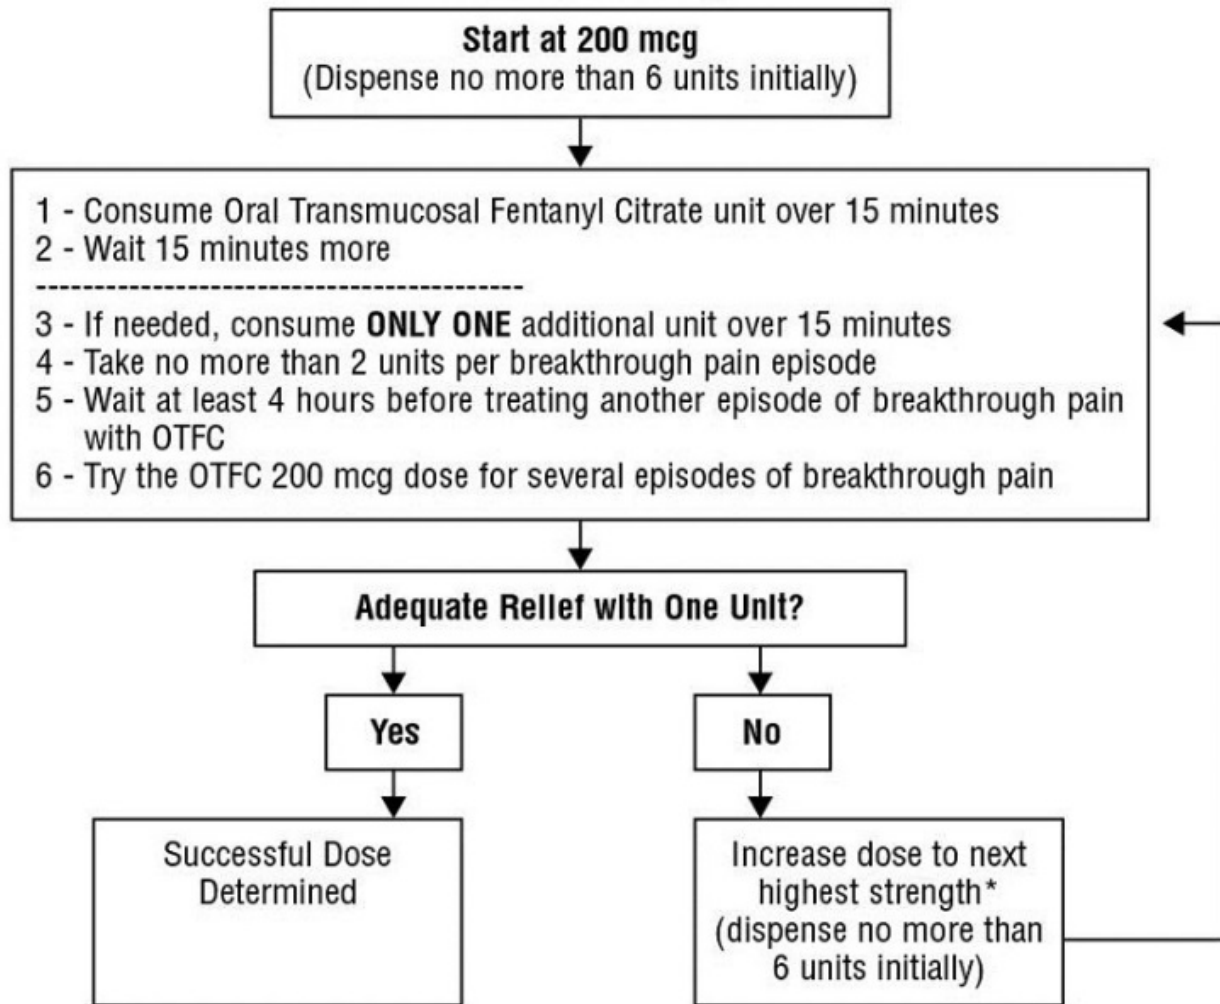 Start at 200 mcg
(Dispense no more than 6 units initially)
1 - Consume Oral Transmucosal Fentanyl Citrate unit over 15 minutes
2 - Wait 15 minutes more
------------------------------------------
3 - If needed, consume ONLY ONE additional unit over 15 minutes
4 - Take no more than 2 units per breakthrough pain episode
5 - Wait at least 4 hours before treating another episode of breakthrough pain
with OTFC
6 - Try the OTFC 200 mcg dose for several episodes of breakthrough pain
Adequate Relief with One Unit?
Yes
No
Successful Dose
Determined
Increase dose to next
highest strength*
(dispense no more than
6 units initially)